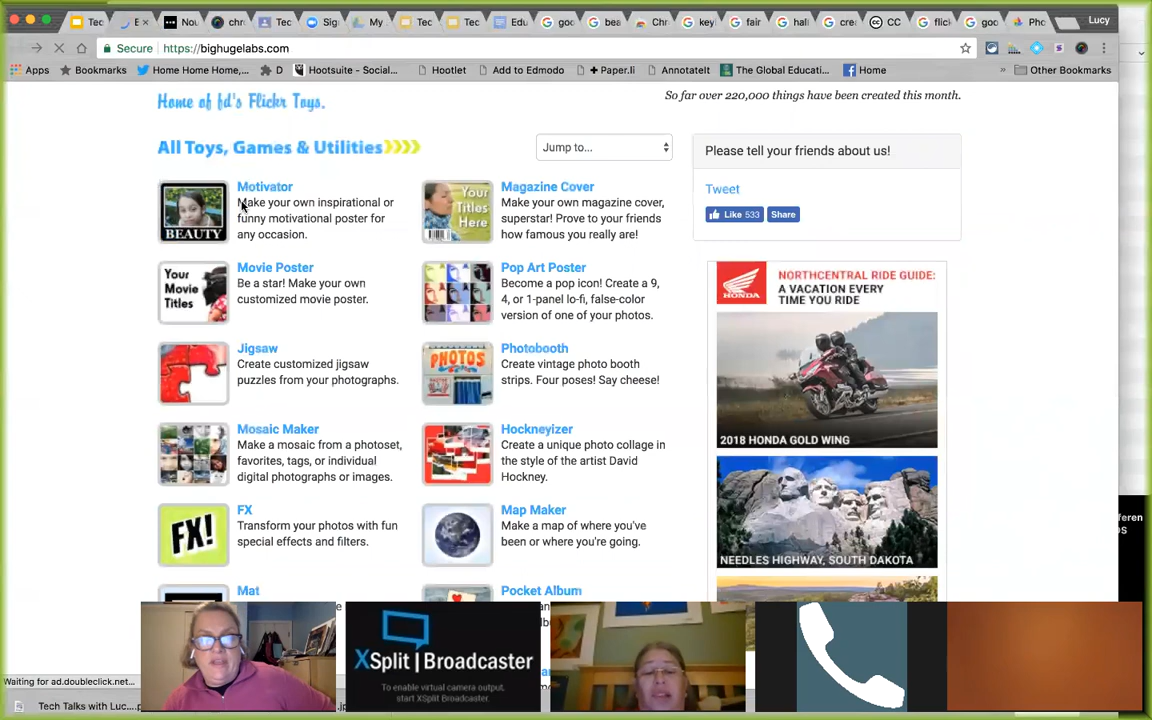 Tec
E
Nou
chr
Tec
Sig
My
Tec
Tec
Edu
goo
bea
Chr
key
fair
hall
crea
CC
flick
goo
Pho
Lucy
Secure
https://bighugelabs.com
Apps
Bookmarks
Home Home Home,...
D
Hootsuite - Social...
Hootlet
Add to Edmodo
+ Paper.li
AnnotateIt
The Global Educati...
Home
»
Other Bookmarks
Home of fd's Flickr Toys.
So far over 220,000 things have been created this month.
All Toys, Games & Utilities
Jump to...
Please tell your friends about us!
Tweet
Like 533
Share
BEAUTY
Motivator
Make your own inspirational or
funny motivational poster for
any occasion.
Your
Titles
Here
Magazine Cover
Make your own magazine cover,
superstar! Prove to your friends
how famous you really are!
Your
Movie
Titles
Movie Poster
Be a star! Make your own
customized movie poster.
Pop Art Poster
Become a pop icon! Create a 9,
4, or 1-panel lo-fi, false-color
version of one of your photos.
Jigsaw
Create customized jigsaw
puzzles from your photographs.
PHOTOS
Photobooth
Create vintage photo booth
strips. Four poses! Say cheese!
Mosaic Maker
Make a mosaic from a photoset,
favorites, tags, or individual
digital photographs or images.
Hockneyizer
Create a unique photo collage in
the style of the artist David
Hockney.
FX!
FX
Transform your photos with fun
special effects and filters.
Map Maker
Make a map of where you've
been or where you're going.
Mat
Pocket Album
HONDA
NORTHCENTRAL RIDE GUIDE:
A VACATION EVERY
TIME YOU RIDE
2018 HONDA GOLD WING
NEEDLES HIGHWAY, SOUTH DAKOTA
feren
OS
XSplit | Broadcaster
To enable virtual camera output,
start XSplit Broadcaster.
Waiting for ad.doubleclick.net...
Tech Talks with Luc....p